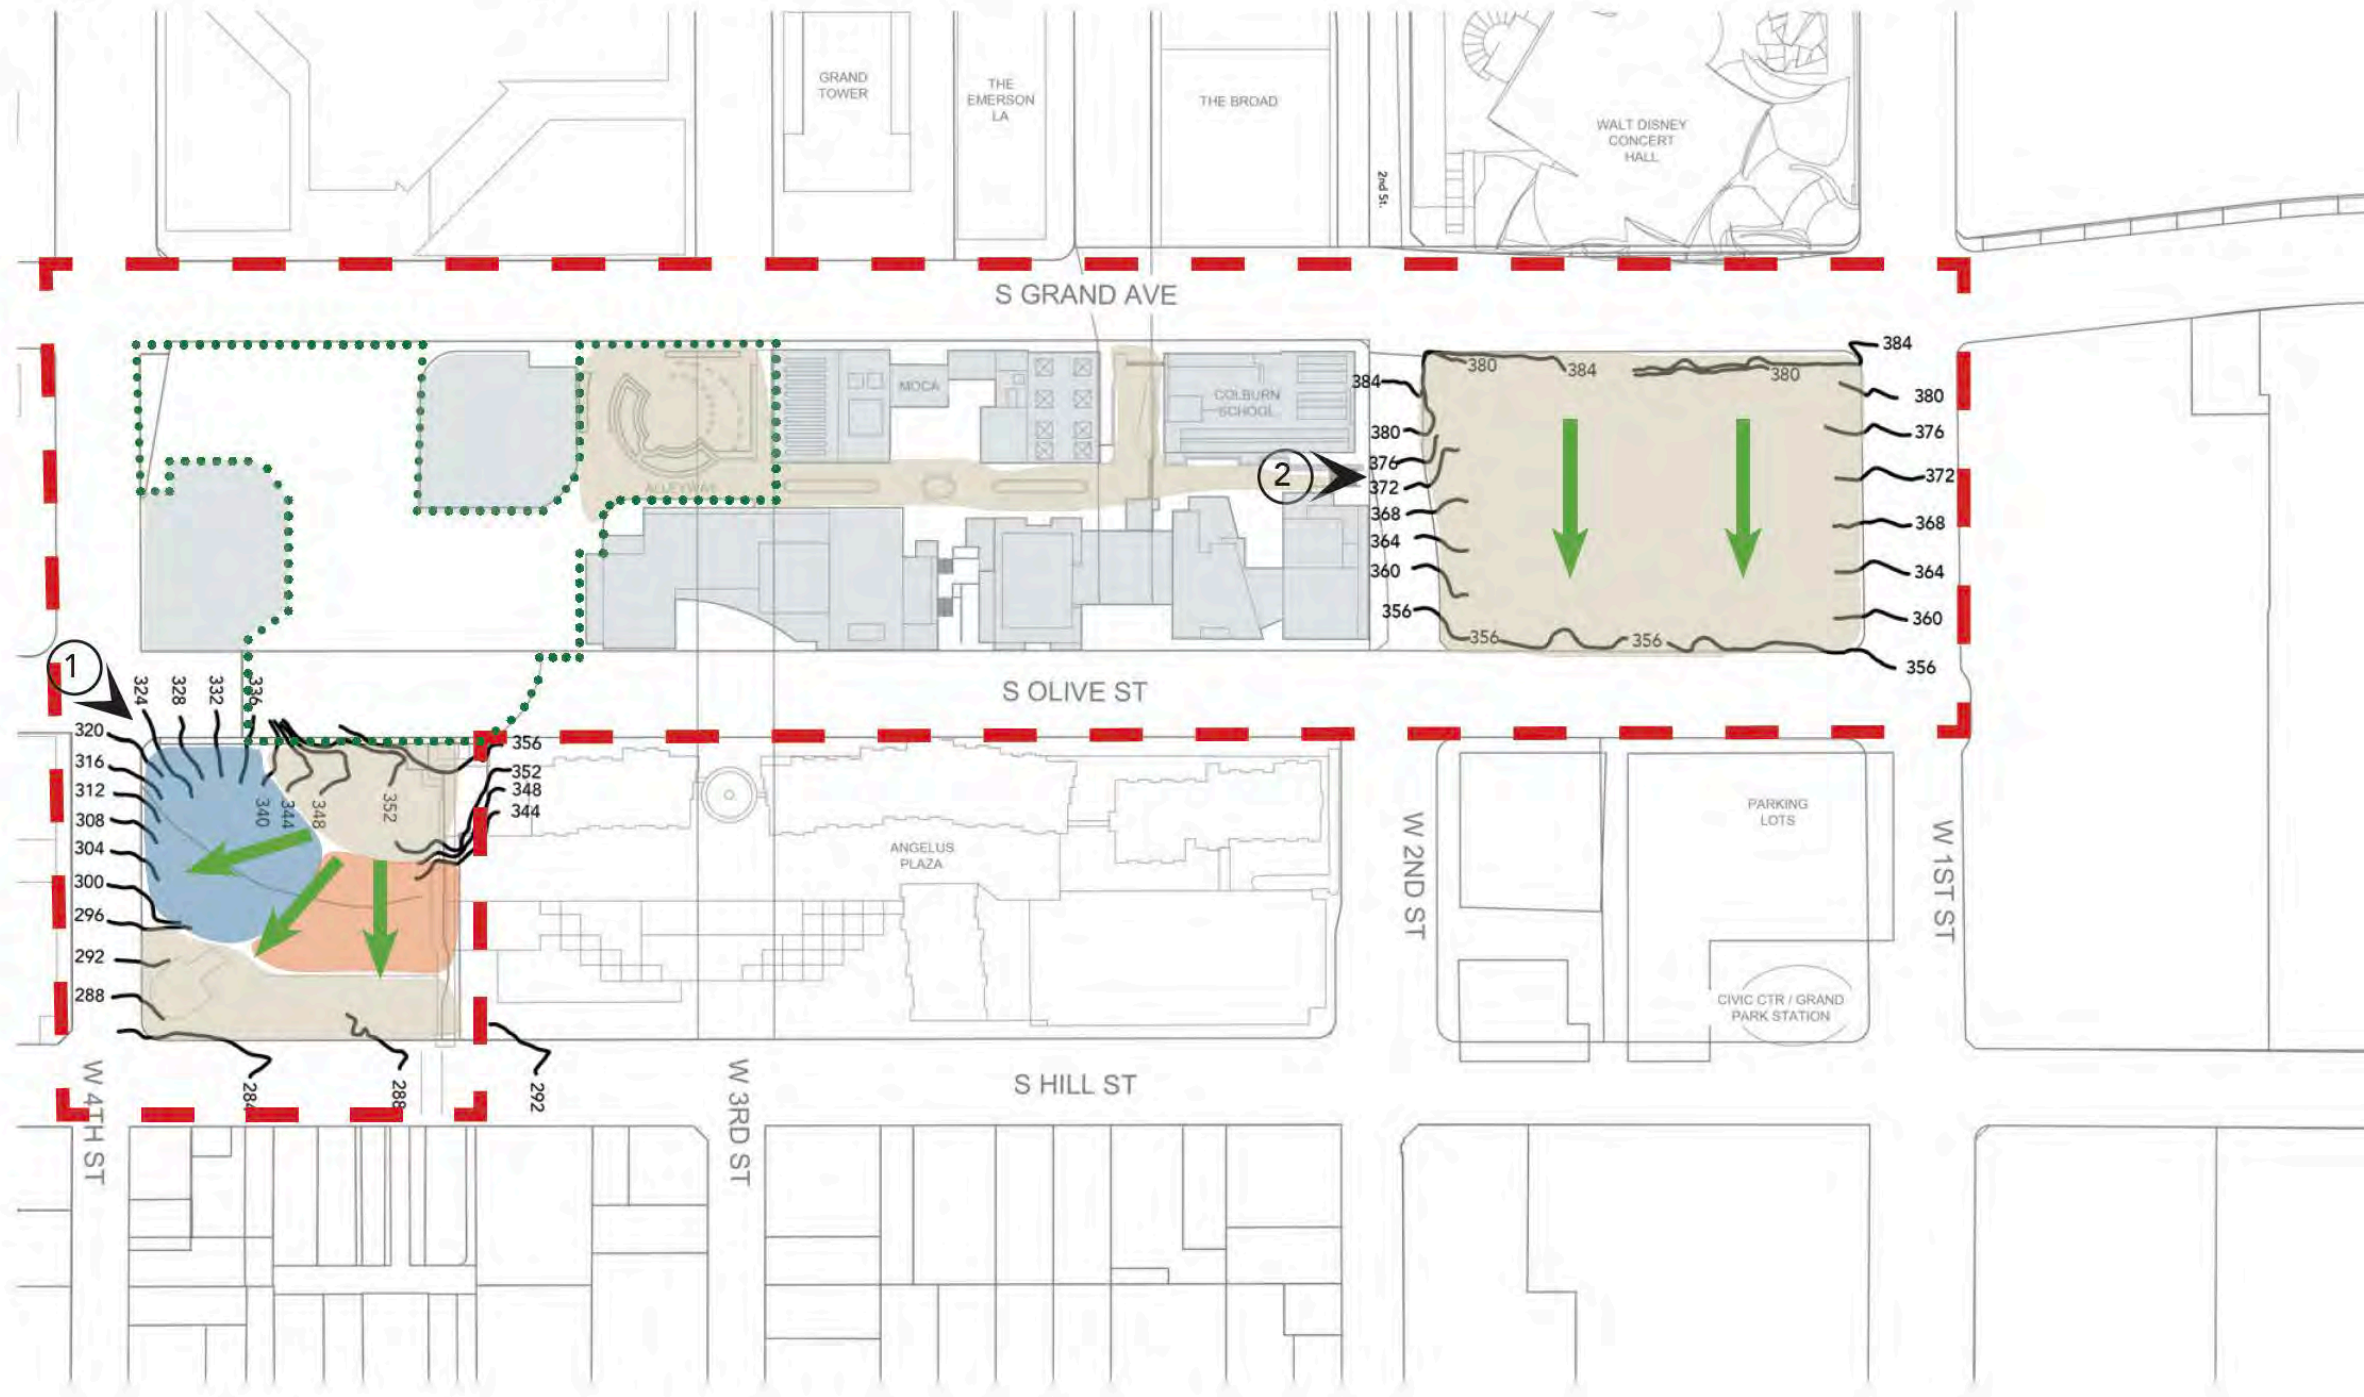 GRAND
TOWER
THE
EMERSON
LA
THE BROAD
2nd St.
WALT DISNEY
CONCERT
HALL
S GRAND AVE
MOCA
COLBURN
SCHOOL
ALLEYWAY
2
384
380
376
372
368
364
360
356
380
384
380
356
356
384
380
376
372
368
364
360
356
S OLIVE ST
1
324
328
332
336
320
316
312
308
304
300
296
292
288
340
344
348
352
356
352
348
344
284
288
292
ANGELUS
PLAZA
PARKING
LOTS
CIVIC CTR / GRAND
PARK STATION
W 2ND ST
W 1ST ST
S HILL ST
W 4TH ST
W 3RD ST